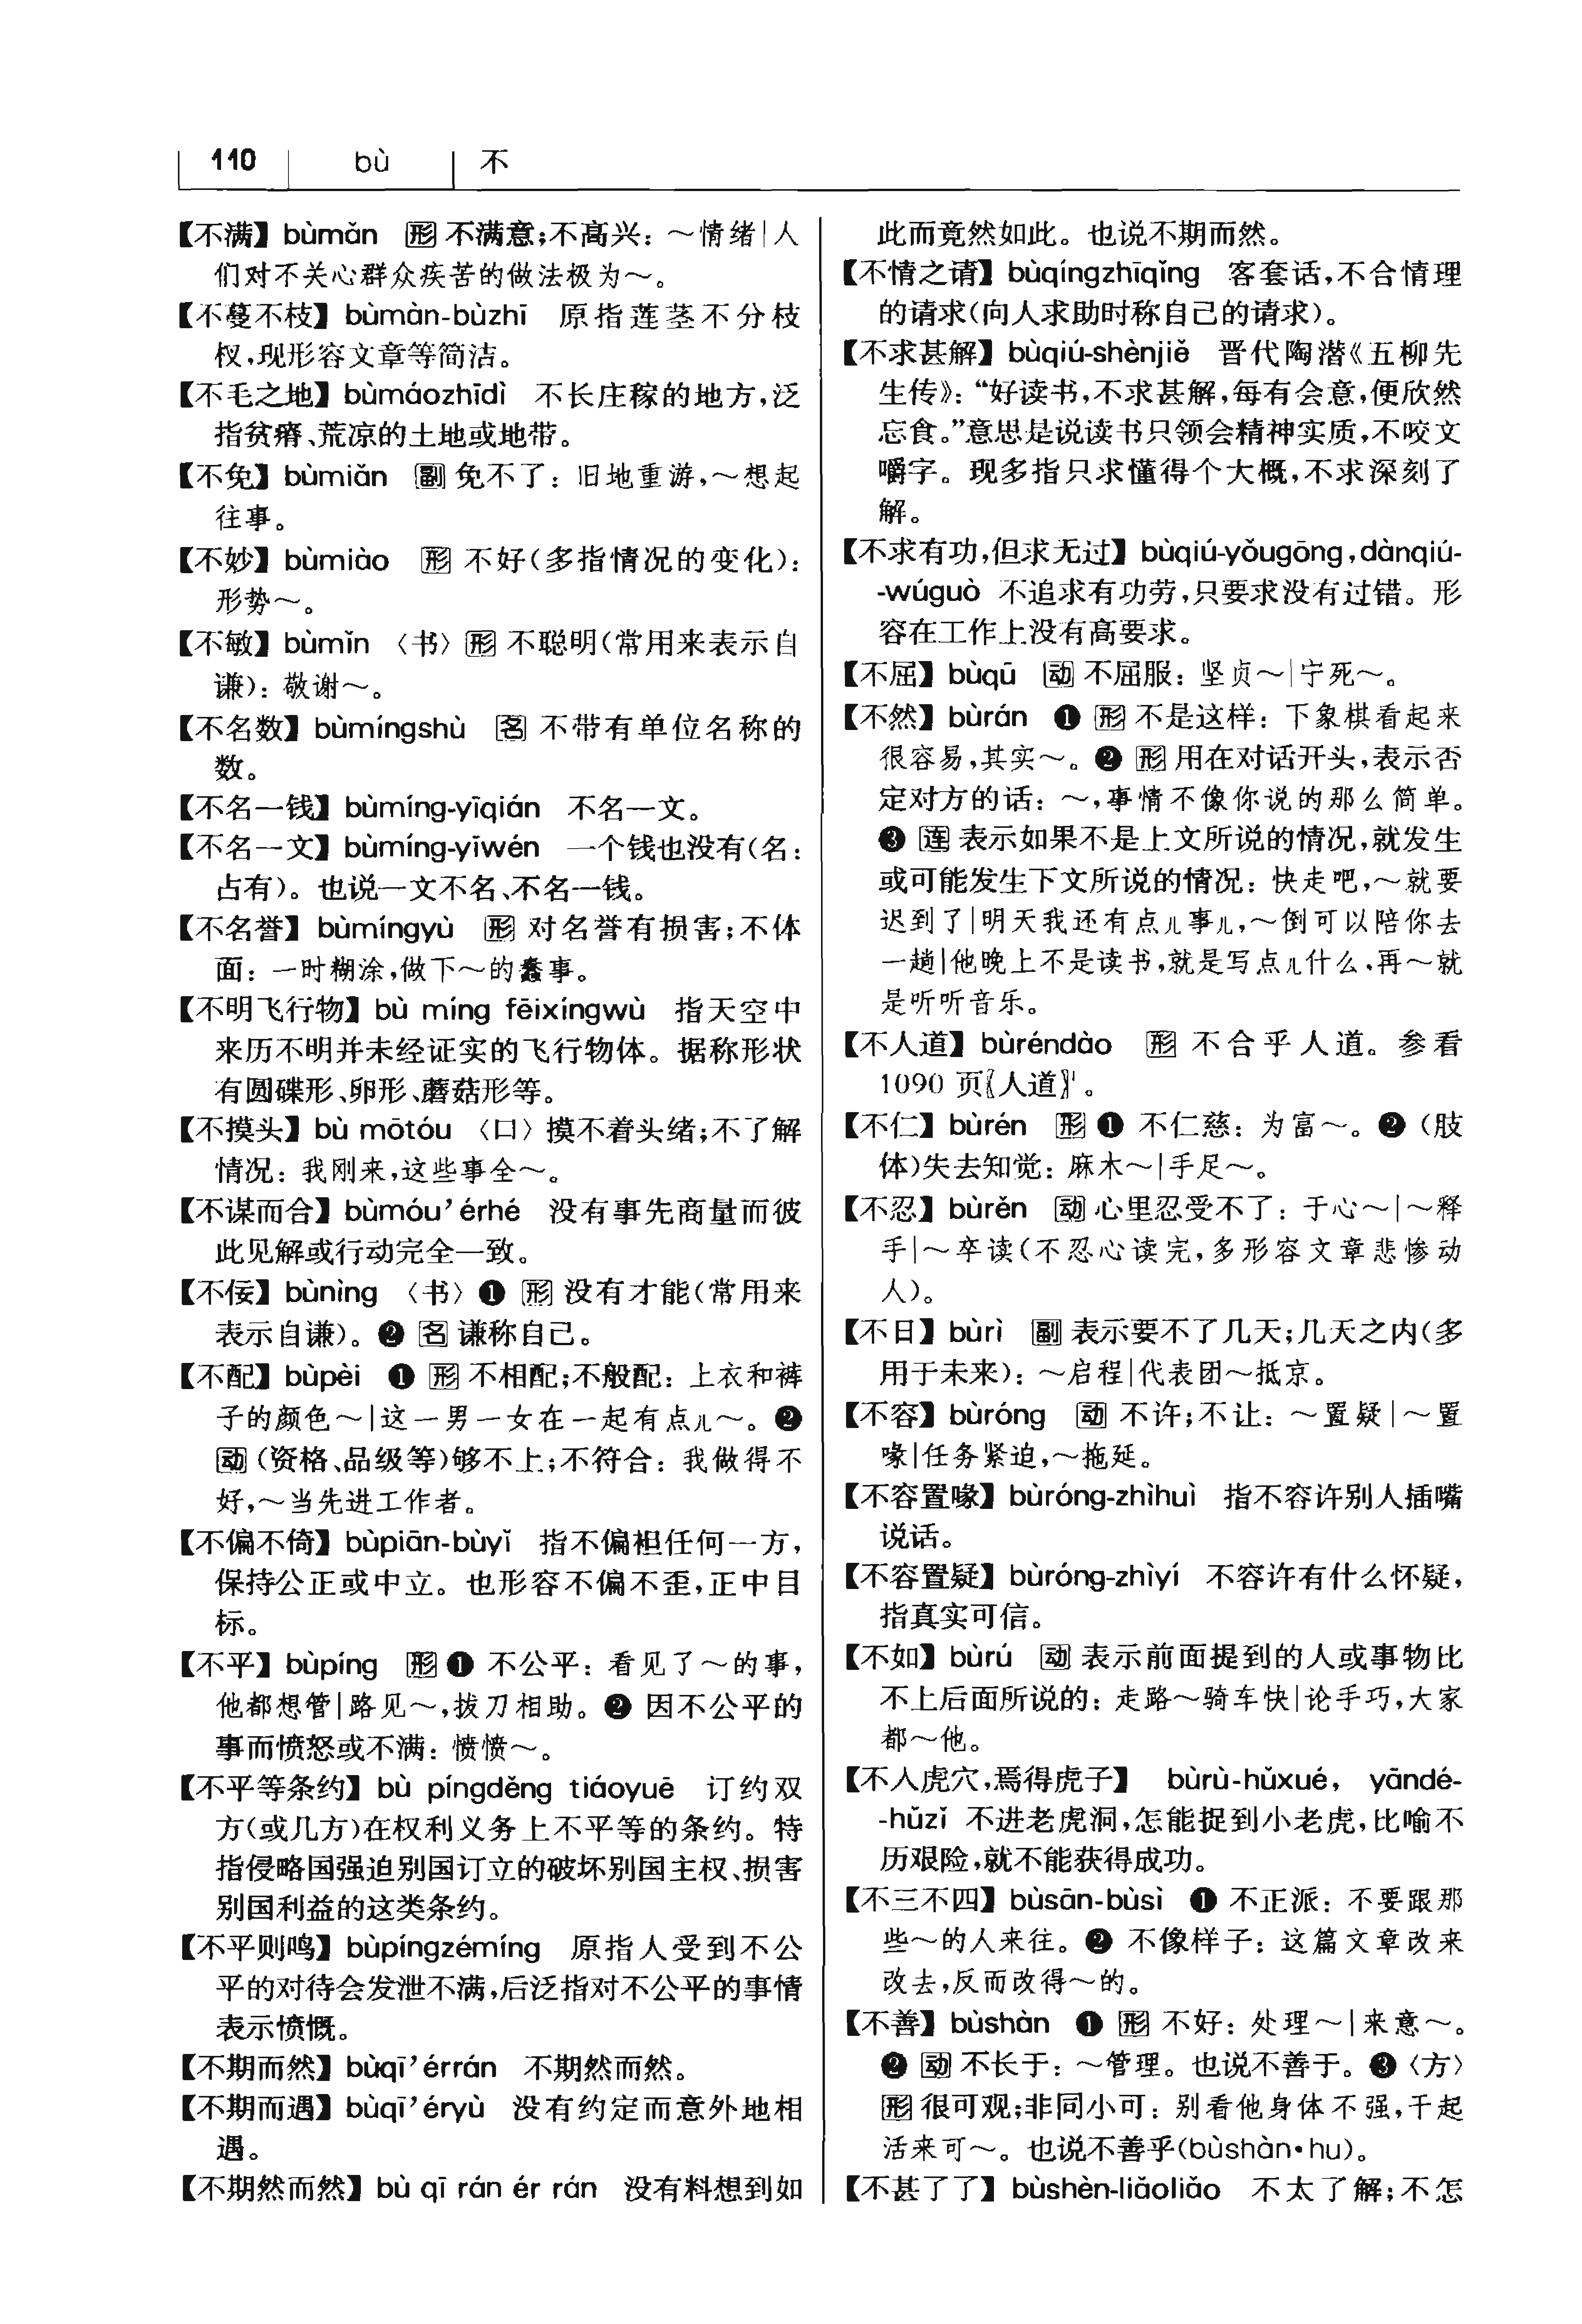 110 bù 不
【不满】bùmǎn 形 不满意;不高兴：～情绪|人
们对不关心群众疾苦的做法极为～。
【不蔓不枝】bùmàn-bùzhī 原指莲茎不分枝
杈,现形容文章等简洁。
【不毛之地】bùmáozhīdì 不长庄稼的地方,泛
指贫瘠、荒凉的土地或地带。
【不免】bùmiǎn 副 免不了：旧地重游,～想起
往事。
【不妙】bùmiào 形 不好(多指情况的变化)：
形势～。
【不敏】bùmǐn 〈书〉形 不聪明(常用来表示自
谦)：敬谢～。
【不名数】bùmíngshù 名 不带有单位名称的
数。
【不名一钱】bùmíng-yīqián 不名一文。
【不名一文】bùmíng-yīwén 一个钱也没有(名：
占有)。也说一文不名、不名一钱。
【不名誉】bùmíngyù 形 对名誉有损害;不体
面：一时糊涂,做下～的蠢事。
【不明飞行物】bù míng fēixíngwù 指天空中
来历不明并未经证实的飞行物体。据称形状
有圆碟形、卵形、蘑菇形等。
【不摸头】bù mōtóu 〈口〉摸不着头绪;不了解
情况：我刚来,这些事全～。
【不谋而合】bùmóu’érhé 没有事先商量而彼
此见解或行动完全一致。
【不佞】bùnìng 〈书〉❶ 形 没有才能(常用来
表示自谦)。❷ 名 谦称自己。
【不配】bùpèi ❶ 形 不相配;不般配：上衣和裤
子的颜色～|这一男一女在一起有点儿～。❷
动 (资格、品级等)够不上;不符合：我做得不
好,～当先进工作者。
【不偏不倚】bùpiān-bùyǐ 指不偏袒任何一方,
保持公正或中立。也形容不偏不歪,正中目
标。
【不平】bùpíng 形 ❶ 不公平：看见了～的事,
他都想管|路见～,拔刀相助。❷ 因不公平的
事而愤怒或不满：愤愤～。
【不平等条约】bù píngděng tiáoyuē 订约双
方(或几方)在权利义务上不平等的条约。特
指侵略国强迫别国订立的破坏别国主权、损害
别国利益的这类条约。
【不平则鸣】bùpíngzémíng 原指人受到不公
平的对待会发泄不满,后泛指对不公平的事情
表示愤慨。
【不期而然】bùqī’érrán 不期然而然。
【不期而遇】bùqī’éryù 没有约定而意外地相
遇。
【不期然而然】bù qī rán ér rán 没有料想到如
此而竟然如此。也说不期而然。
【不情之请】bùqíngzhīqǐng 客套话,不合情理
的请求(向人求助时称自己的请求)。
【不求甚解】bùqiú-shènjiě 晋代陶潜《五柳先
生传》：“好读书,不求甚解,每有会意,便欣然
忘食。”意思是说读书只领会精神实质,不咬文
嚼字。现多指只求懂得个大概,不求深刻了
解。
【不求有功,但求无过】bùqiú-yǒugōng,dànqiú-
-wúguò 不追求有功劳,只要求没有过错。形
容在工作上没有高要求。
【不屈】bùqū 动 不屈服：坚贞～|宁死～。
【不然】bùrán ❶ 形 不是这样：下象棋看起来
很容易,其实～。❷ 形 用在对话开头,表示否
定对方的话：～,事情不像你说的那么简单。
❸ 连 表示如果不是上文所说的情况,就发生
或可能发生下文所说的情况：快走吧,～就要
迟到了|明天我还有点儿事儿,～倒可以陪你去
一趟|他晚上不是读书,就是写点儿什么,再～就
是听听音乐。
【不人道】bùréndào 形 不合乎人道。参看
1090 页〖人道〗¹。
【不仁】bùrén 形 ❶ 不仁慈：为富～。❷ (肢
体)失去知觉：麻木～|手足～。
【不忍】bùrěn 动 心里忍受不了：于心～|～释
手|～卒读(不忍心读完,多形容文章悲惨动
人)。
【不日】bùrì 副 表示要不了几天;几天之内(多
用于未来)：～启程|代表团～抵京。
【不容】bùróng 动 不许;不让：～置疑|～置
喙|任务紧迫,～拖延。
【不容置喙】bùróng-zhìhuì 指不容许别人插嘴
说话。
【不容置疑】bùróng-zhìyí 不容许有什么怀疑,
指真实可信。
【不如】bùrú 动 表示前面提到的人或事物比
不上后面所说的：走路～骑车快|论手巧,大家
都～他。
【不入虎穴,焉得虎子】 bùrù-hǔxué, yāndé-
-hǔzǐ 不进老虎洞,怎能捉到小老虎,比喻不
历艰险,就不能获得成功。
【不三不四】bùsān-bùsì ❶ 不正派：不要跟那
些～的人来往。❷ 不像样子：这篇文章改来
改去,反而改得～的。
【不善】bùshàn ❶ 形 不好：处理～|来意～。
❷ 动 不长于：～管理。也说不善于。❸〈方〉
形 很可观;非同小可：别看他身体不强,干起
活来可～。也说不善乎(bùshàn•hu)。
【不甚了了】bùshèn-liǎoliǎo 不太了解;不怎